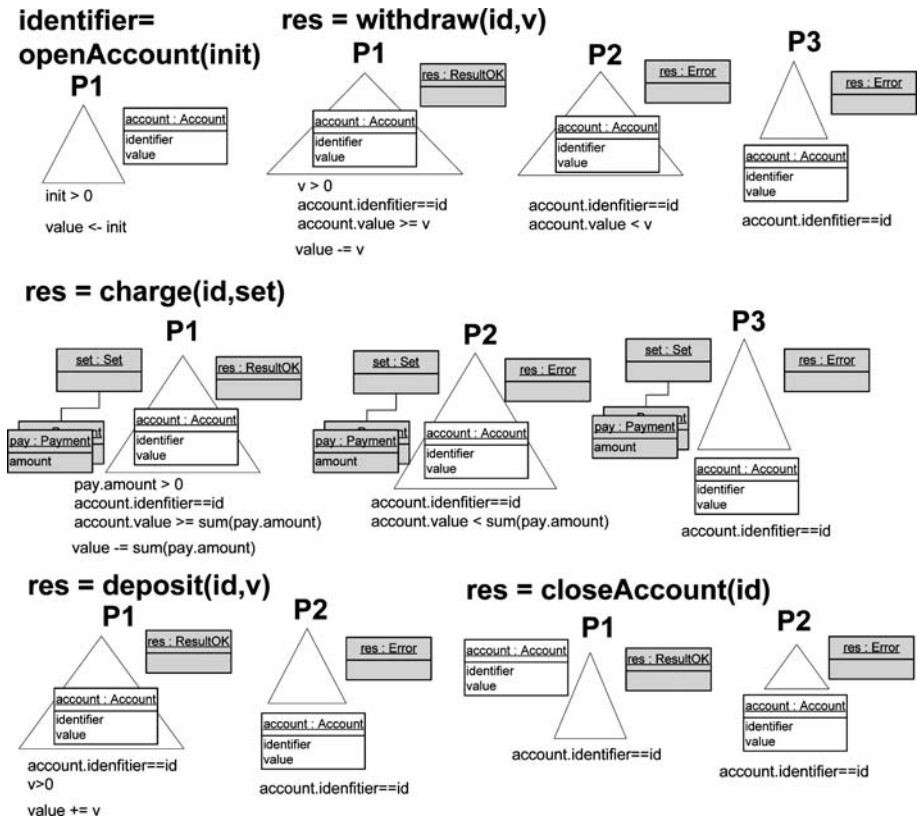 identifier=
openAccount(init)
P1
account : Account
identifier
value
init > 0
value <- init
res = withdraw(id,v)
P1
res : ResultOK
account : Account
identifier
value
v > 0
account.idenfitier==id
account.value >= v
value -= v
P2
res : Error
account : Account
identifier
value
account.idenfitier==id
account.value < v
P3
res : Error
account : Account
identifier
value
account.idenfitier==id
res = charge(id,set)
P1
set : Set
res : ResultOK
pay : Payment
amount
account : Account
identifier
value
pay.amount > 0
account.idenfitier==id
account.value >= sum(pay.amount)
value -= sum(pay.amount)
P2
set : Set
res : Error
pay : Payment
amount
account : Account
identifier
value
account.idenfitier==id
account.value < sum(pay.amount)
P3
set : Set
res : Error
pay : Payment
amount
account : Account
identifier
value
account.idenfitier==id
res = deposit(id,v)
P1
res : ResultOK
account : Account
identifier
value
account.idenfitier==id
v>0
value += v
P2
res : Error
account : Account
identifier
value
account.idenfitier==id
res = closeAccount(id)
P1
account : Account
identifier
value
res : ResultOK
account.identifier==id
P2
res : Error
account : Account
identifier
value
account.idenfitier==id